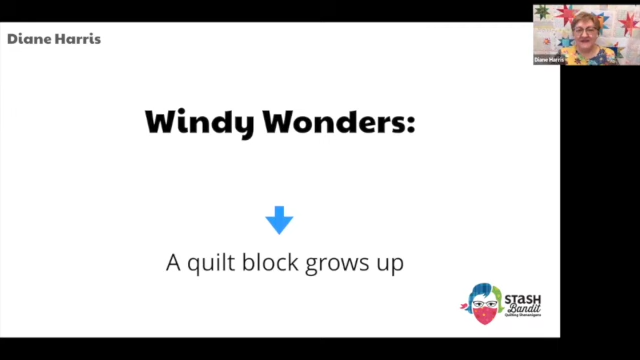 Diane Harris
Diane Harris
Windy Wonders:
A quilt block grows up
STASH
Bandit
Quilting Shenanigans